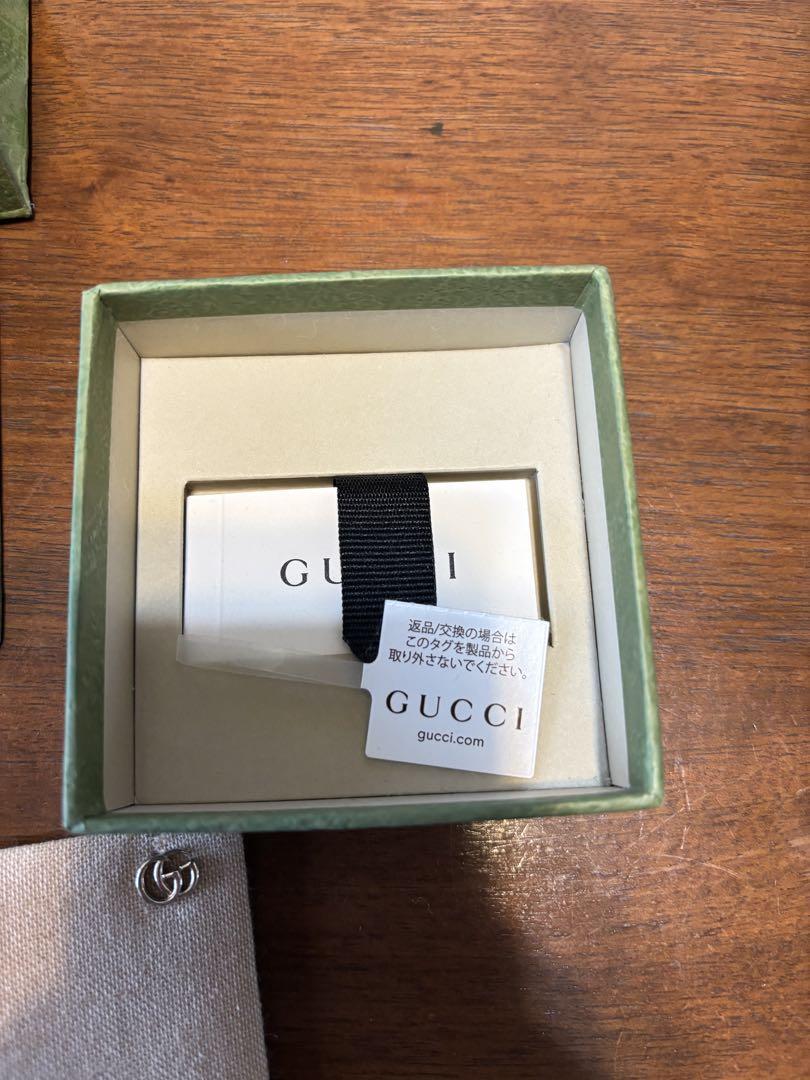 GUCCI
返品/交換の場合は
このタグを製品から
取り外さないでください。
GUCCI
gucci.com